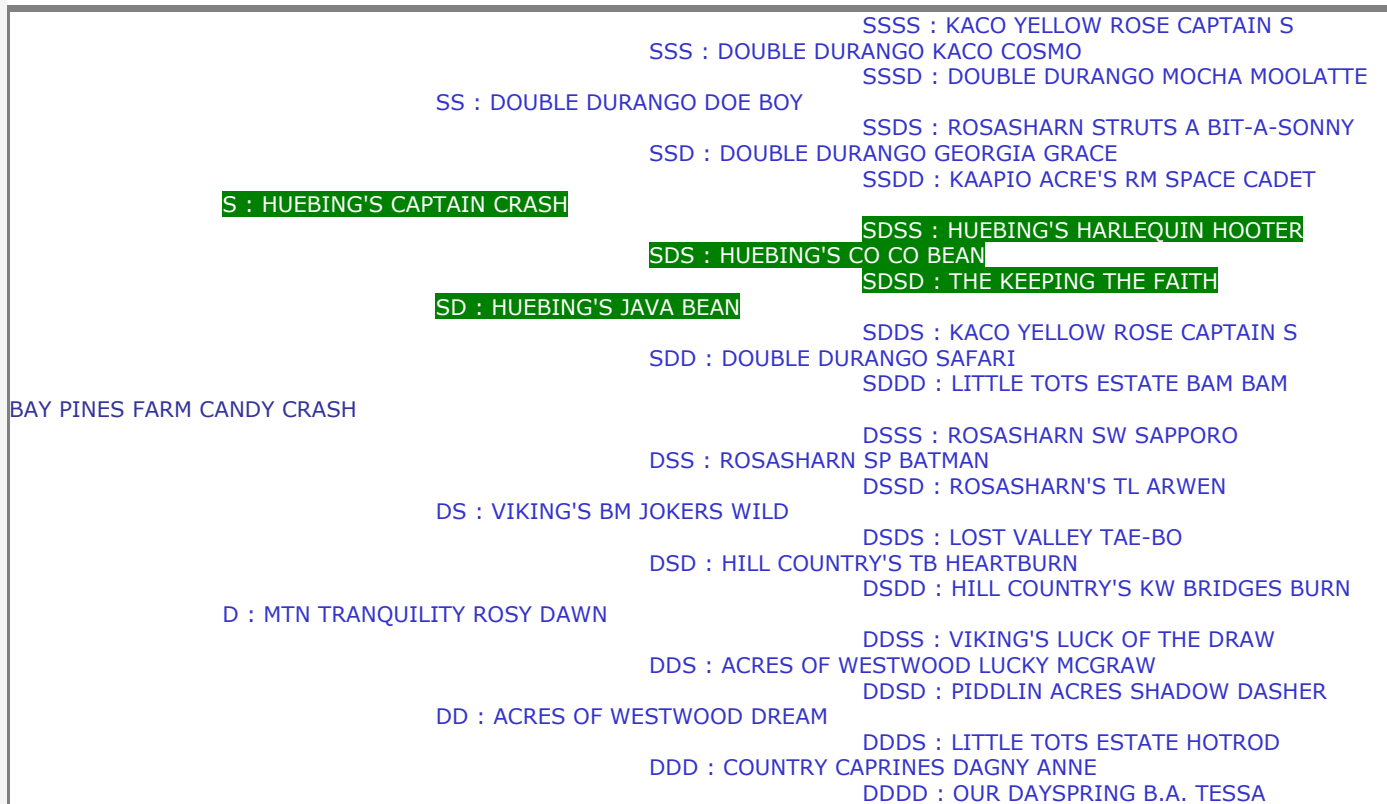 SSSS : KACO YELLOW ROSE CAPTAIN S
SSS : DOUBLE DURANGO KACO COSMO
SSSD : DOUBLE DURANGO MOCHA MOOLATTE
SS : DOUBLE DURANGO DOE BOY
SSDS : ROSASHARN STRUTS A BIT-A-SONNY
SSD : DOUBLE DURANGO GEORGIA GRACE
SSDD : KAAPIO ACRE'S RM SPACE CADET
S : HUEBING'S CAPTAIN CRASH
SDSS : HUEBING'S HARLEQUIN HOOTER
SDS : HUEBING'S CO CO BEAN
SDSD : THE KEEPING THE FAITH
SD : HUEBING'S JAVA BEAN
SDDS : KACO YELLOW ROSE CAPTAIN S
SDD : DOUBLE DURANGO SAFARI
SDDD : LITTLE TOTS ESTATE BAM BAM
BAY PINES FARM CANDY CRASH
DSSS : ROSASHARN SW SAPPORO
DSS : ROSASHARN SP BATMAN
DSSD : ROSASHARN'S TL ARWEN
DS : VIKING'S BM JOKERS WILD
DSDS : LOST VALLEY TAE-BO
DSD : HILL COUNTRY'S TB HEARTBURN
DSDD : HILL COUNTRY'S KW BRIDGES BURN
D : MTN TRANQUILITY ROSY DAWN
DDSS : VIKING'S LUCK OF THE DRAW
DDS : ACRES OF WESTWOOD LUCKY MCGRAW
DDSD : PIDDLIN ACRES SHADOW DASHER
DD : ACRES OF WESTWOOD DREAM
DDDS : LITTLE TOTS ESTATE HOTROD
DDD : COUNTRY CAPRINES DAGNY ANNE
DDDD : OUR DAYSPRING B.A. TESSA